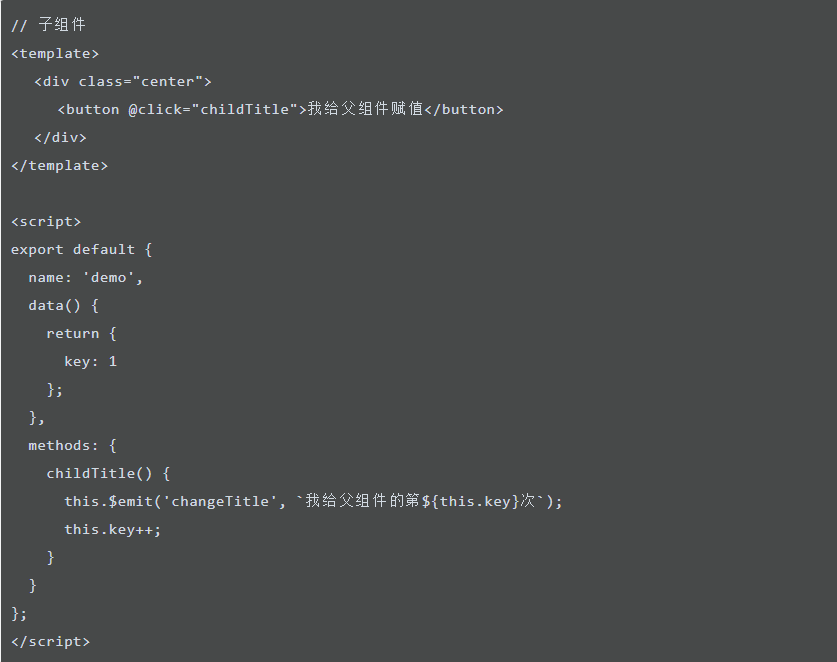 // 子组件
<template>
  <div class="center">
    <button @click="childTitle">我给父组件赋值</button>
  </div>
</template>

<script>
export default {
  name: 'demo',
  data() {
    return {
      key: 1
    };
  },
  methods: {
    childTitle() {
      this.$emit('changeTitle', `我给父组件的第${this.key}次`);
      this.key++;
    }
  }
};
</script>